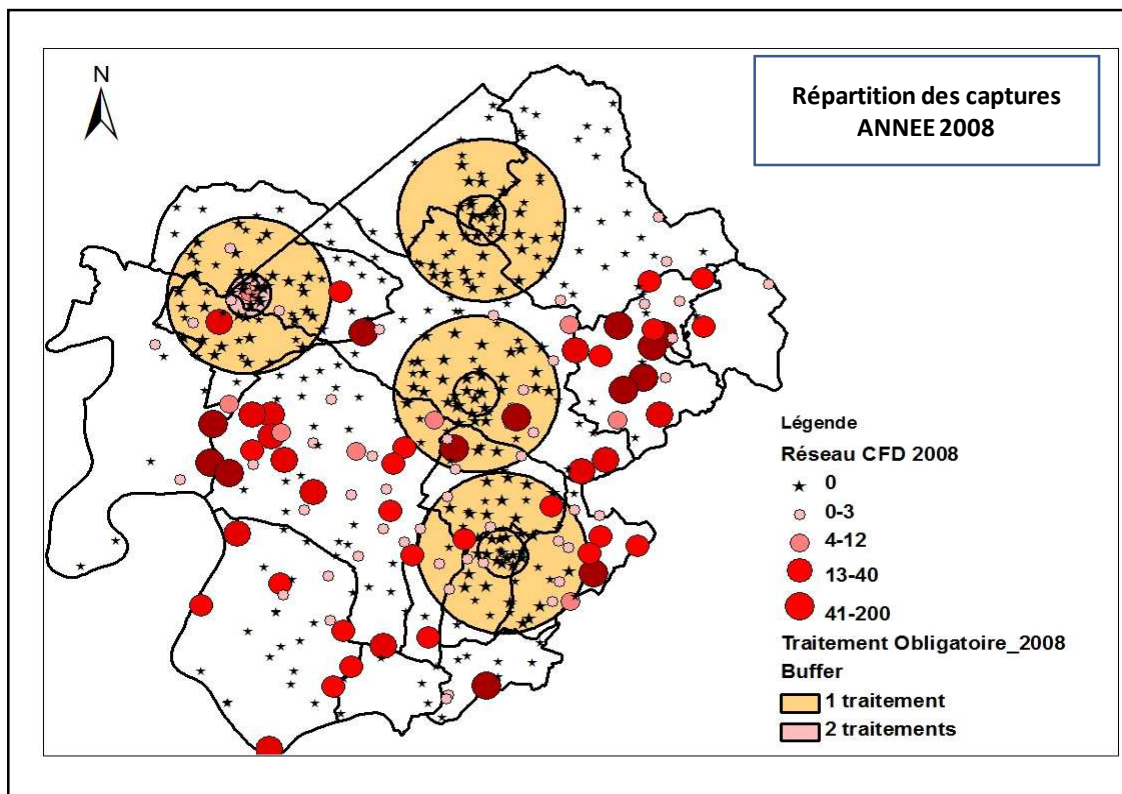 N
Répartition des captures
ANNEE 2008
Légende
Réseau CFD 2008
0
0-3
4-12
13-40
41-200
Traitement Obligatoire_2008
Buffer
1 traitement
2 traitements